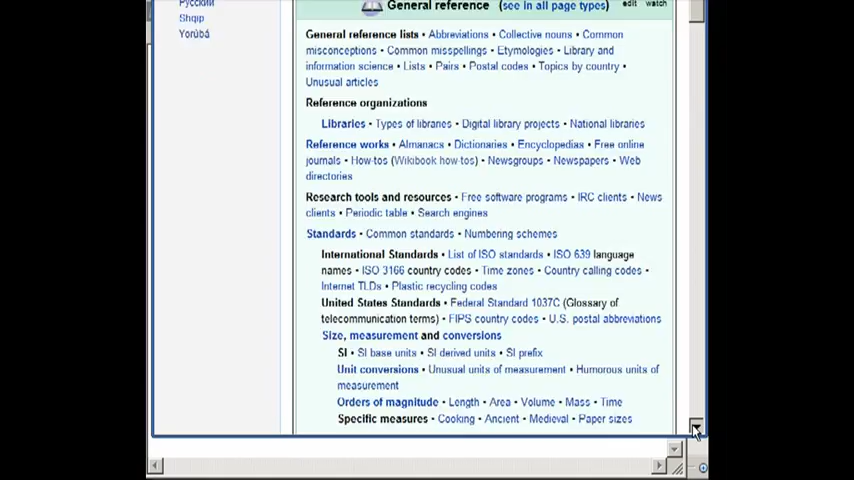 Русский
Shqip
Yorùbá
General reference (see in all page types) edit watch
General reference lists • Abbreviations • Collective nouns • Common
misconceptions • Common misspellings • Etymologies • Library and
information science • Lists • Pairs • Postal codes • Topics by country •
Unusual articles
Reference organizations
Libraries • Types of libraries • Digital library projects • National libraries
Reference works • Almanacs • Dictionaries • Encyclopedias • Free online
journals • How-tos (Wikibook how-tos) • Newsgroups • Newspapers • Web
directories
Research tools and resources • Free software programs • IRC clients • News
clients • Periodic table • Search engines
Standards • Common standards • Numbering schemes
International Standards • List of ISO standards • ISO 639 language
names • ISO 3166 country codes • Time zones • Country calling codes •
Internet TLDs • Plastic recycling codes
United States Standards • Federal Standard 1037C (Glossary of
telecommunication terms) • FIPS country codes • U.S. postal abbreviations
Size, measurement and conversions
SI • SI base units • SI derived units • SI prefix
Unit conversions • Unusual units of measurement • Humorous units of
measurement
Orders of magnitude • Length • Area • Volume • Mass • Time
Specific measures • Cooking • Ancient • Medieval • Paper sizes